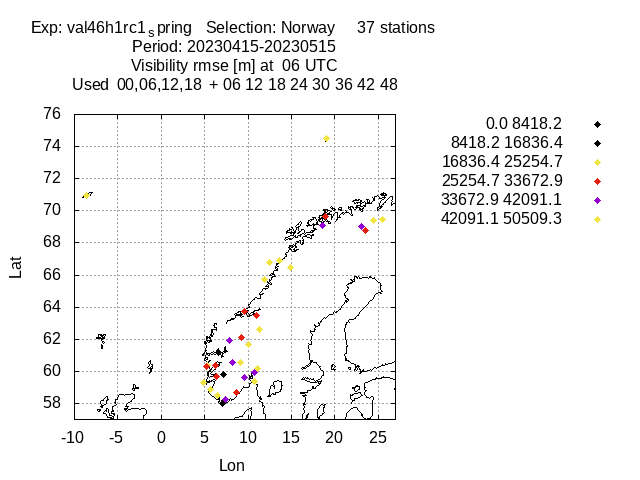 Exp: val46h1rc1spring   Selection: Norway     37 stations
Period: 20230415-20230515
Visibility rmse [m] at  06 UTC
Used  00,06,12,18  + 06 12 18 24 30 36 42 48
0.0 8418.2
8418.2 16836.4
16836.4 25254.7
25254.7 33672.9
33672.9 42091.1
42091.1 50509.3
76
74
72
70
68
66
64
62
60
58
Lat
-10 -5 0 5 10 15 20 25
Lon